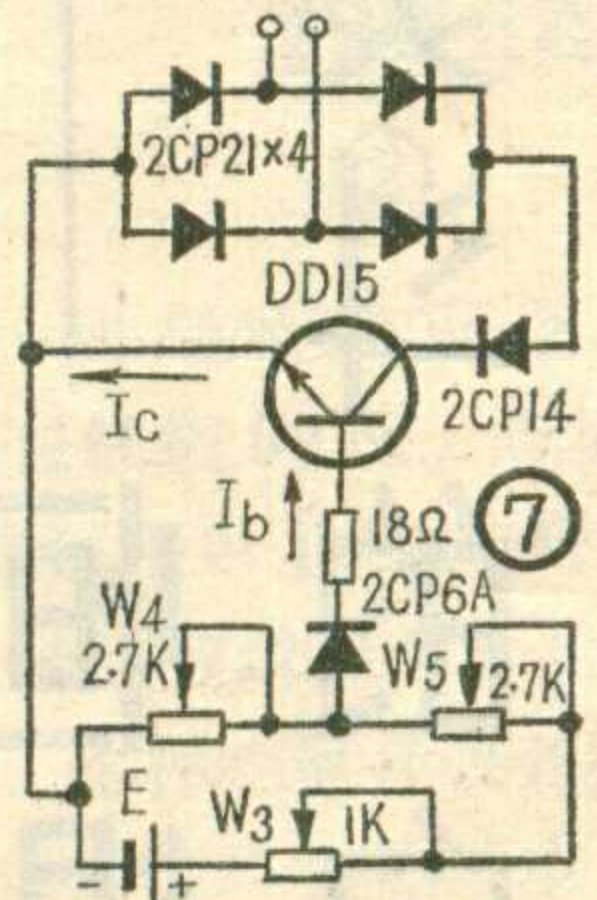 2CP21×4
DD15
Ic
2CP14
Ib
18Ω
7
2CP6A
W4
2.7K
W5
2.7K
E
W3
1K
- +